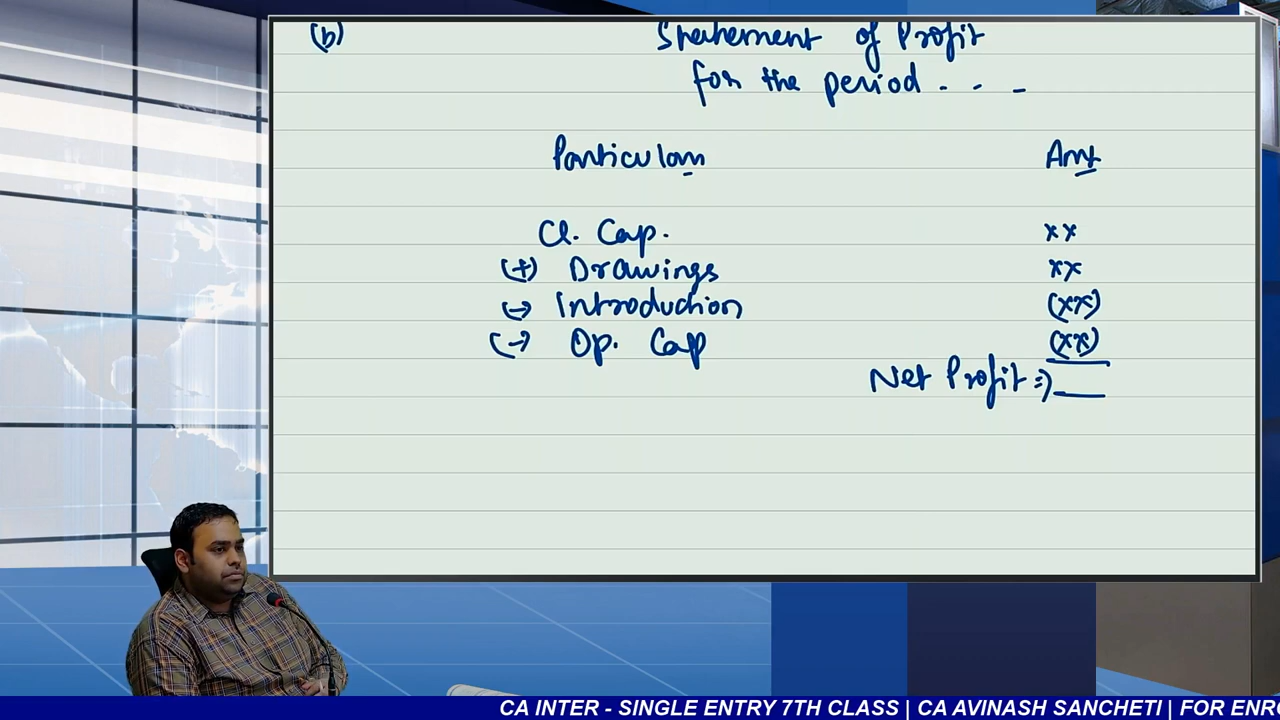 (b) Statement of Profit
for the period . . .
Particulars Amt
Cl. Cap. xx
(+) Drawings xx
(-) Introduction (xx)
(-) Op. Cap (xx)
Net Profit =>
CA INTER - SINGLE ENTRY 7TH CLASS | CA AVINASH SANCHETI | FOR ENR